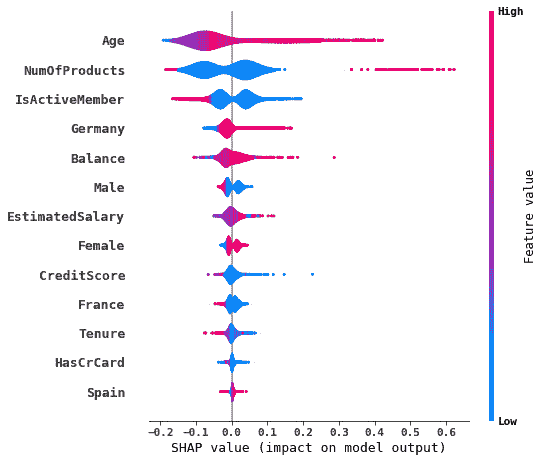 High
Age
NumOfProducts
IsActiveMember
Germany
Balance
Male
EstimatedSalary
Female
CreditScore
France
Tenure
HasCrCard
Spain
Feature value
Low
−0.2 −0.1 0.0 0.1 0.2 0.3 0.4 0.5 0.6
SHAP value (impact on model output)